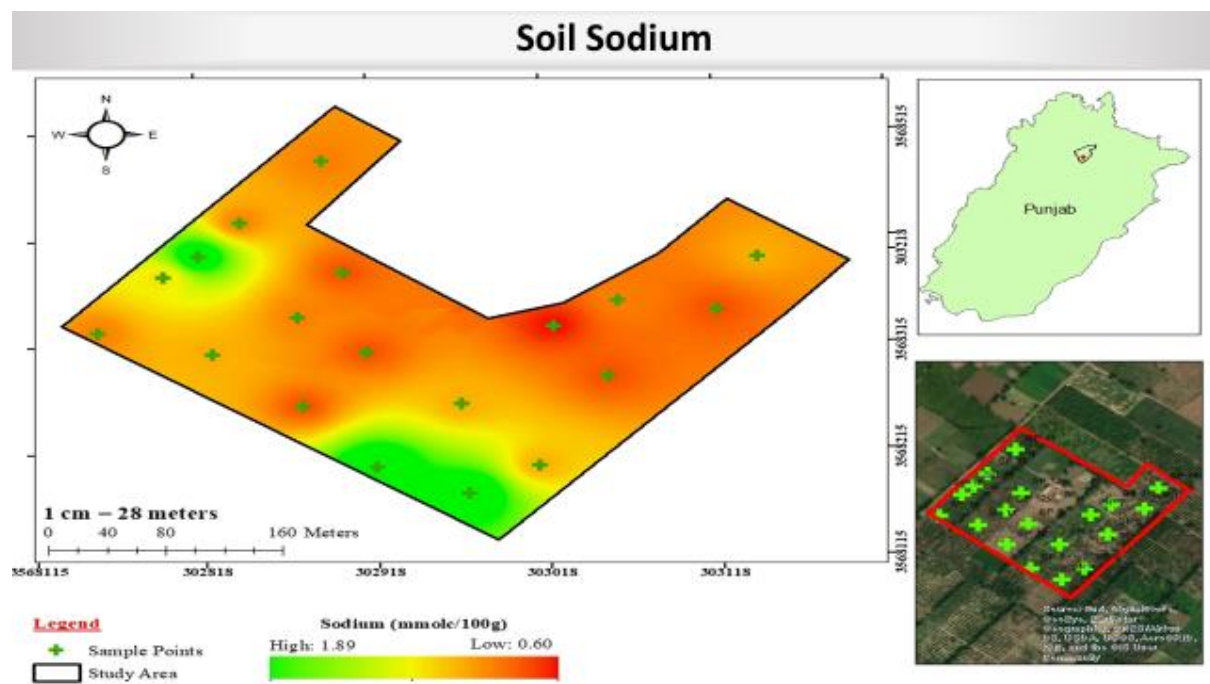 Soil Sodium
N
W E
S
3568515
303218
3568315
3568215
3568115
Punjab
1 cm – 28 meters
0 40 80 160 Meters
3568115 302818 302918 303018 303118
Legend
Sample Points
Study Area
Sodium (mmole/100g)
High: 1.89 Low: 0.60
Community